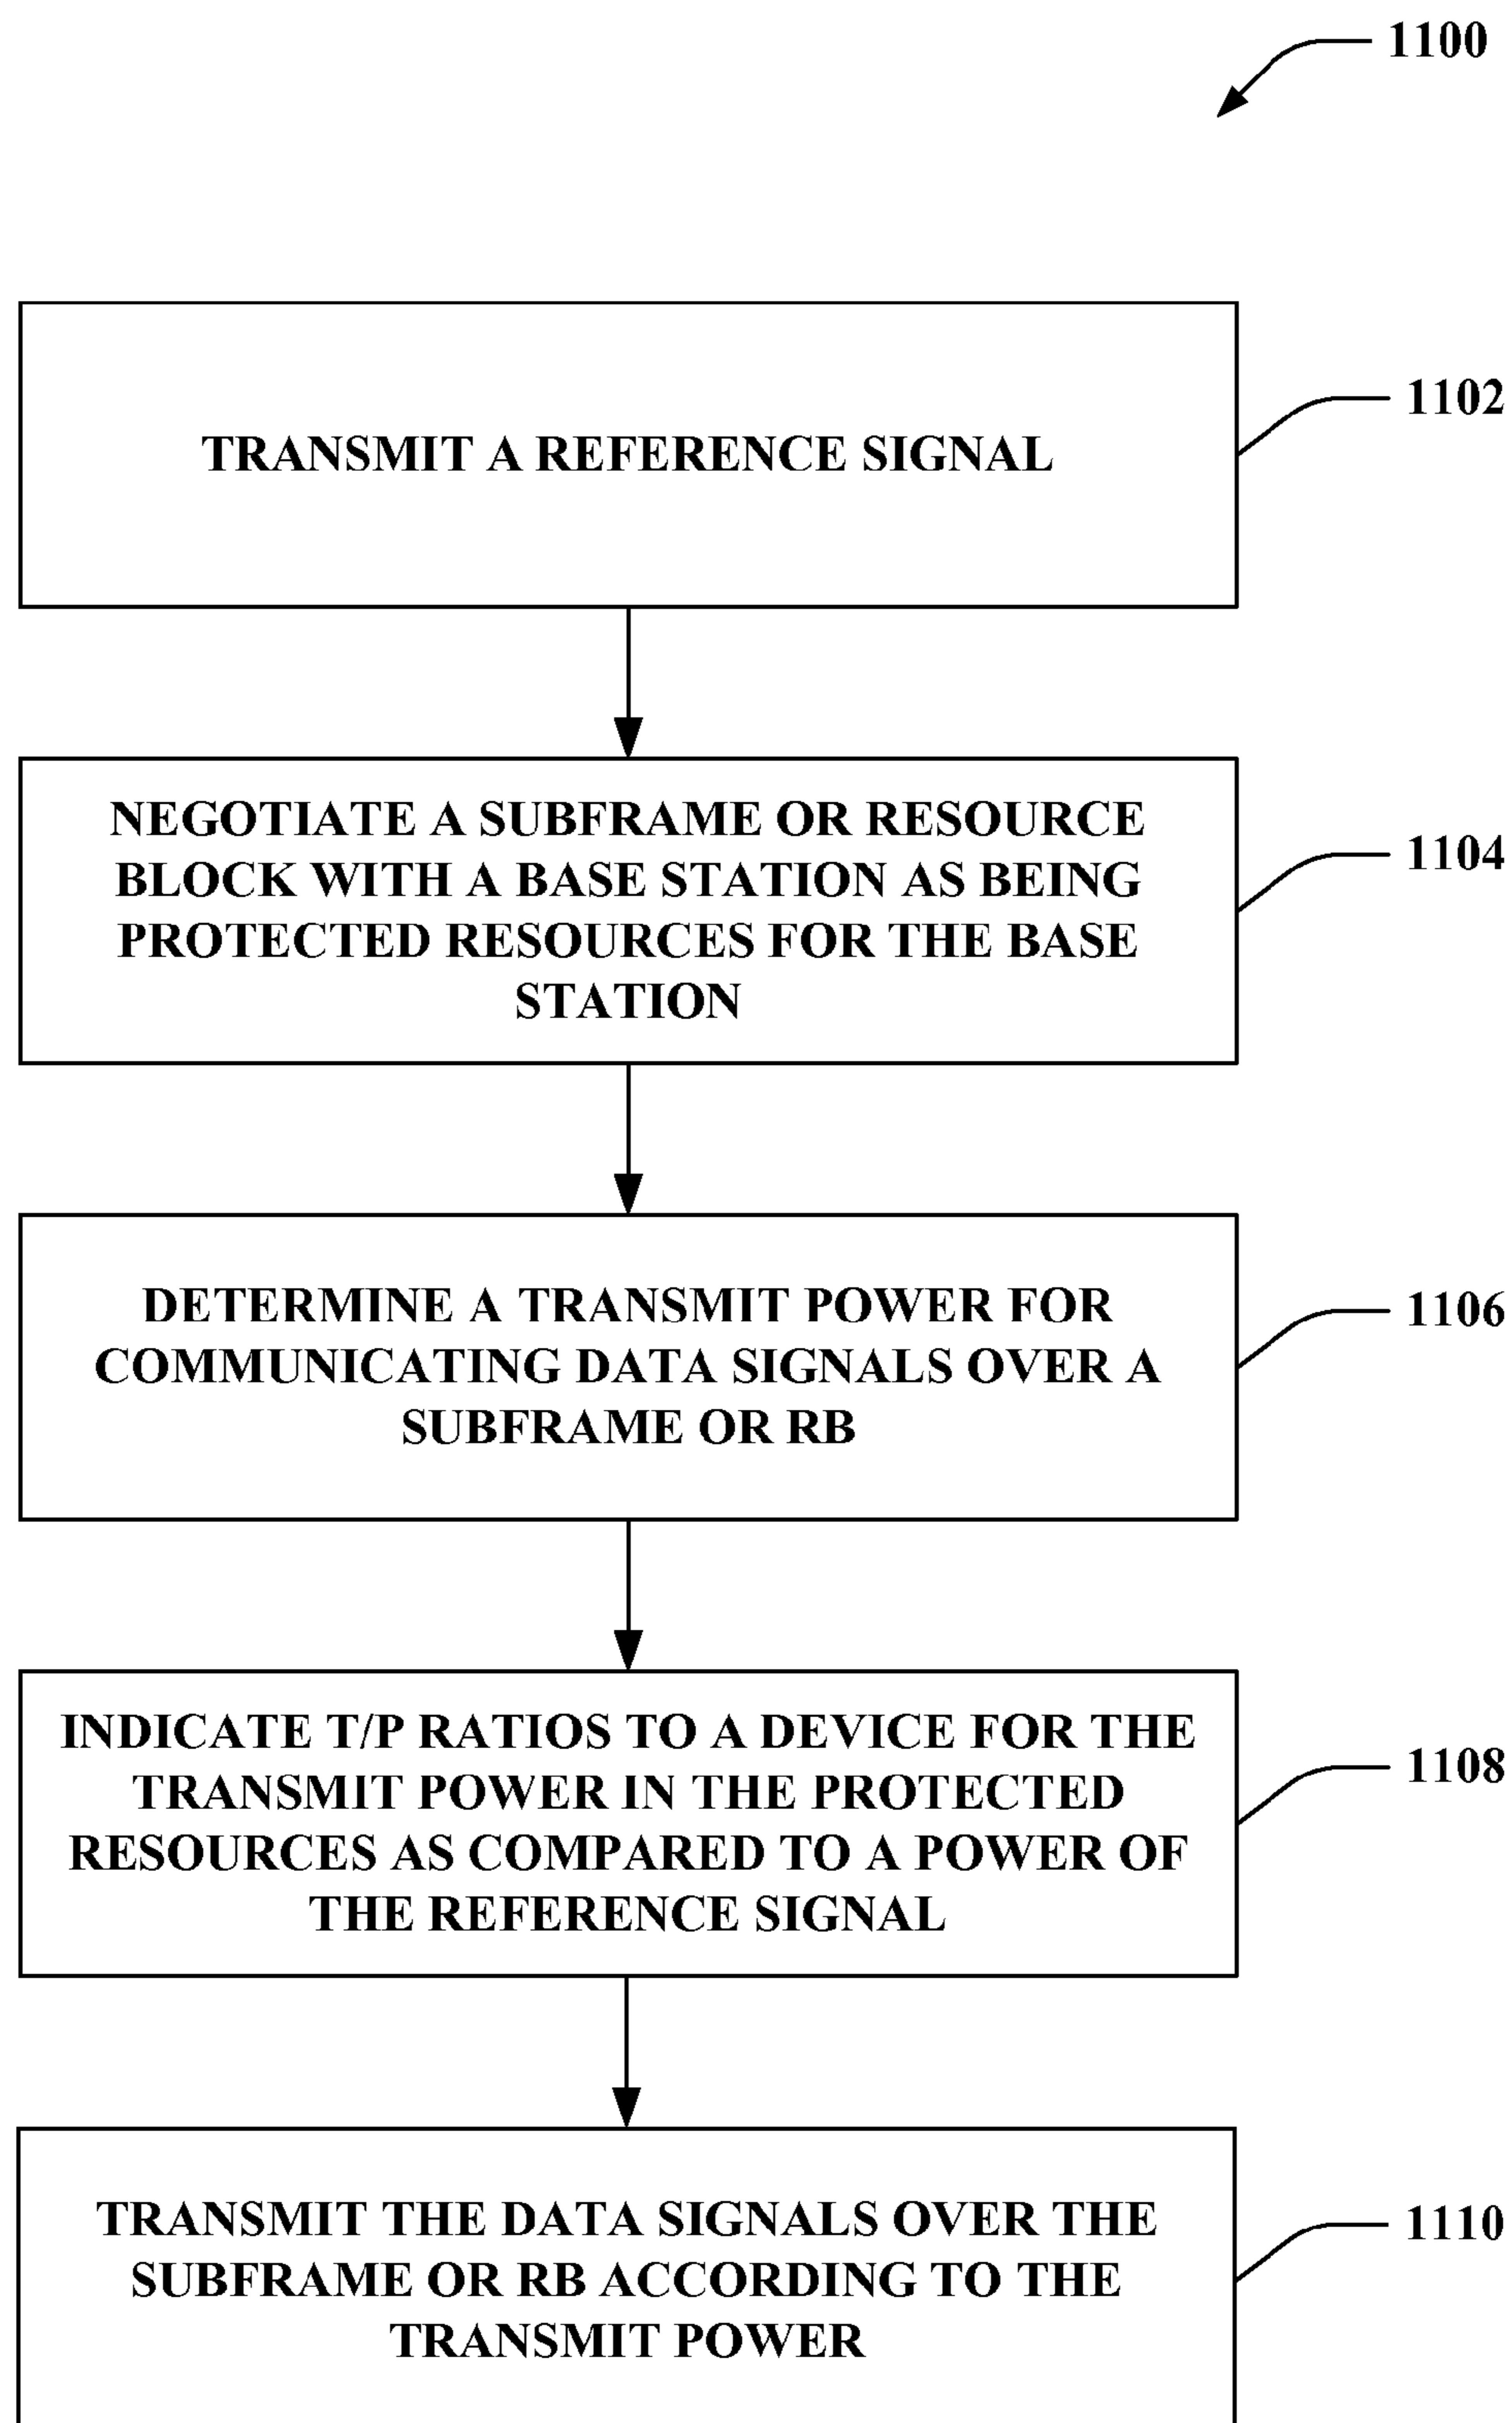 1100
TRANSMIT A REFERENCE SIGNAL
1102
NEGOTIATE A SUBFRAME OR RESOURCE
BLOCK WITH A BASE STATION AS BEING
PROTECTED RESOURCES FOR THE BASE
STATION
1104
DETERMINE A TRANSMIT POWER FOR
COMMUNICATING DATA SIGNALS OVER A
SUBFRAME OR RB
1106
INDICATE T/P RATIOS TO A DEVICE FOR THE
TRANSMIT POWER IN THE PROTECTED
RESOURCES AS COMPARED TO A POWER OF
THE REFERENCE SIGNAL
1108
TRANSMIT THE DATA SIGNALS OVER THE
SUBFRAME OR RB ACCORDING TO THE
TRANSMIT POWER
1110